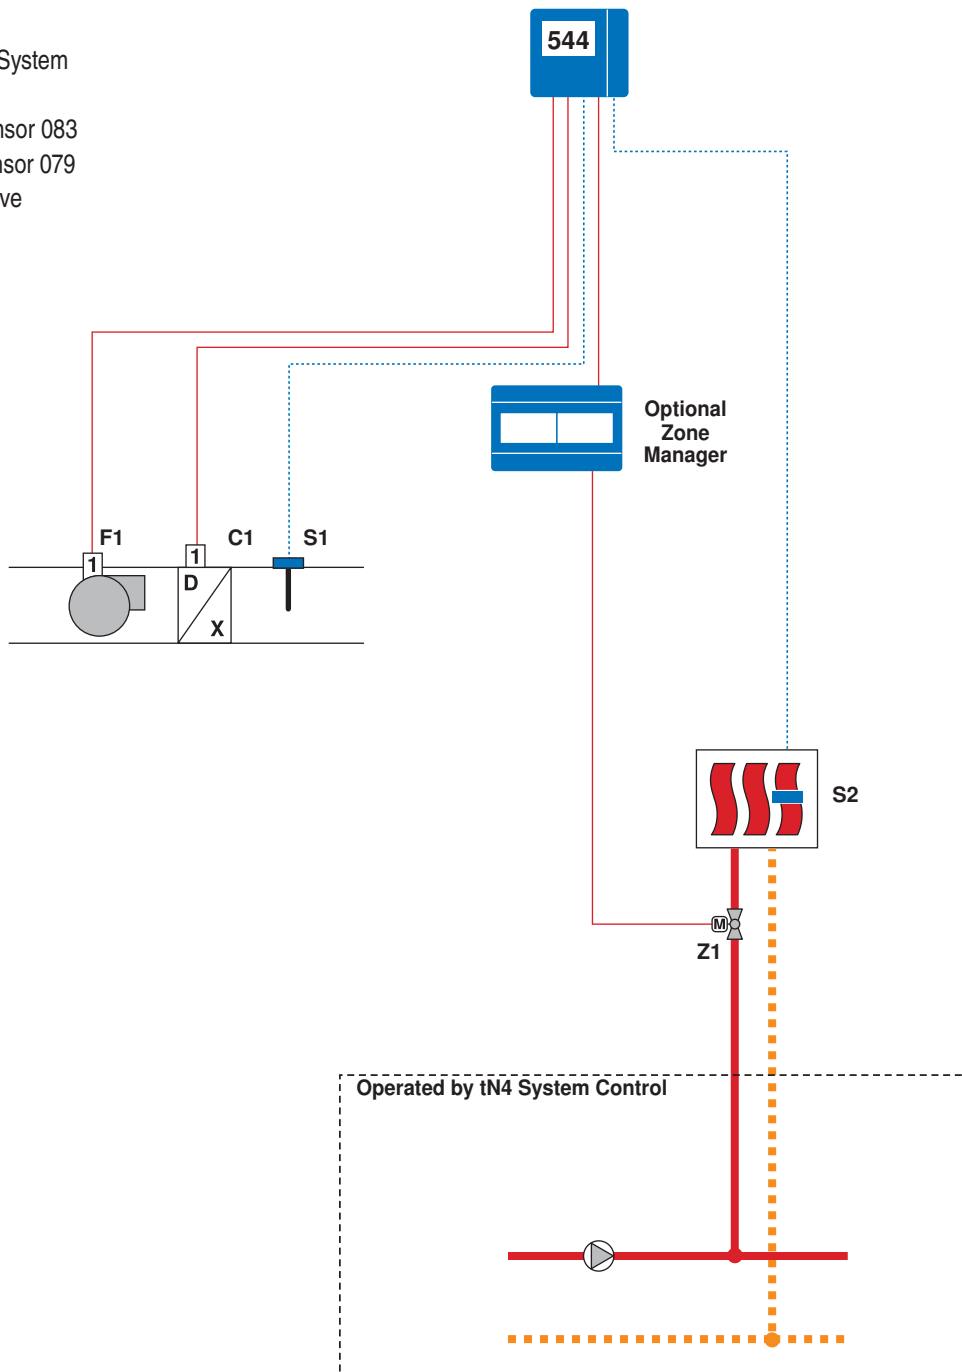 544
System
nsor 083
nsor 079
ve
Optional
Zone
Manager
F1
C1
S1
1
1
D
X
S2
M
Z1
Operated by tN4 System Control